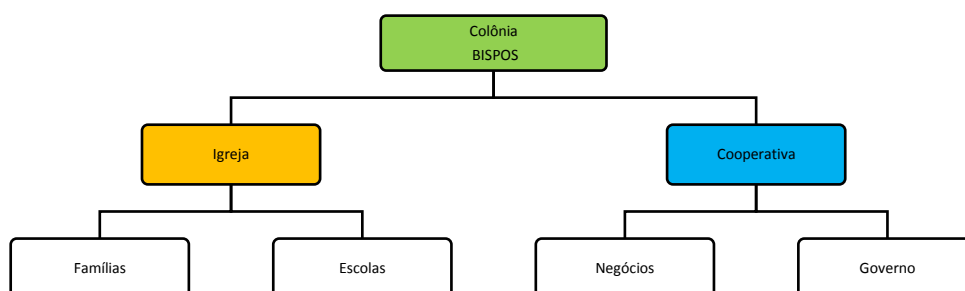 Colônia
BISPOS
Igreja
Cooperativa
Famílias
Escolas
Negócios
Governo